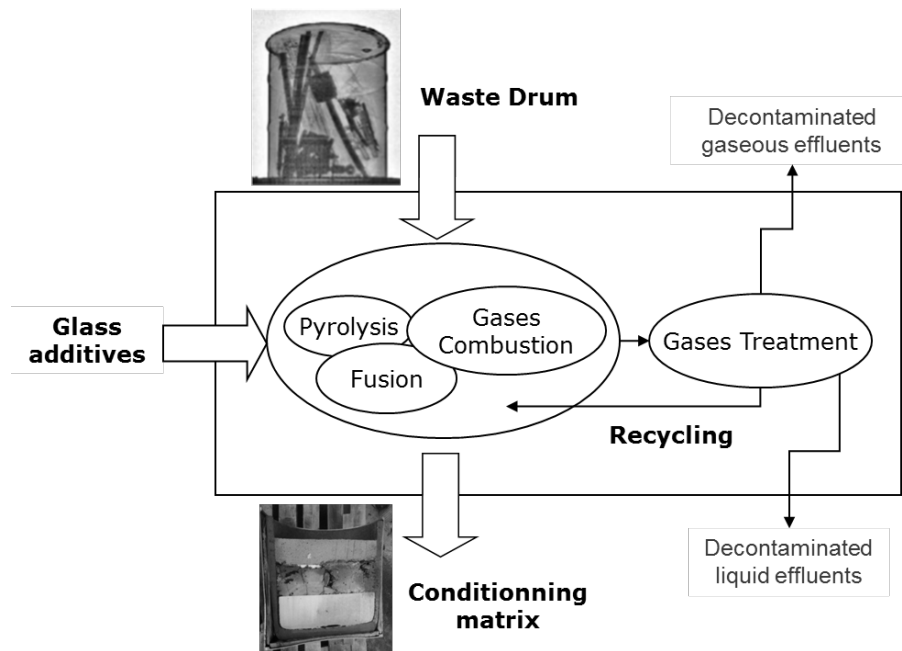 Waste Drum
Decontaminated
gaseous effluents
Glass
additives
Pyrolysis
Gases
Combustion
Fusion
Gases Treatment
Recycling
Conditionning
matrix
Decontaminated
liquid effluents